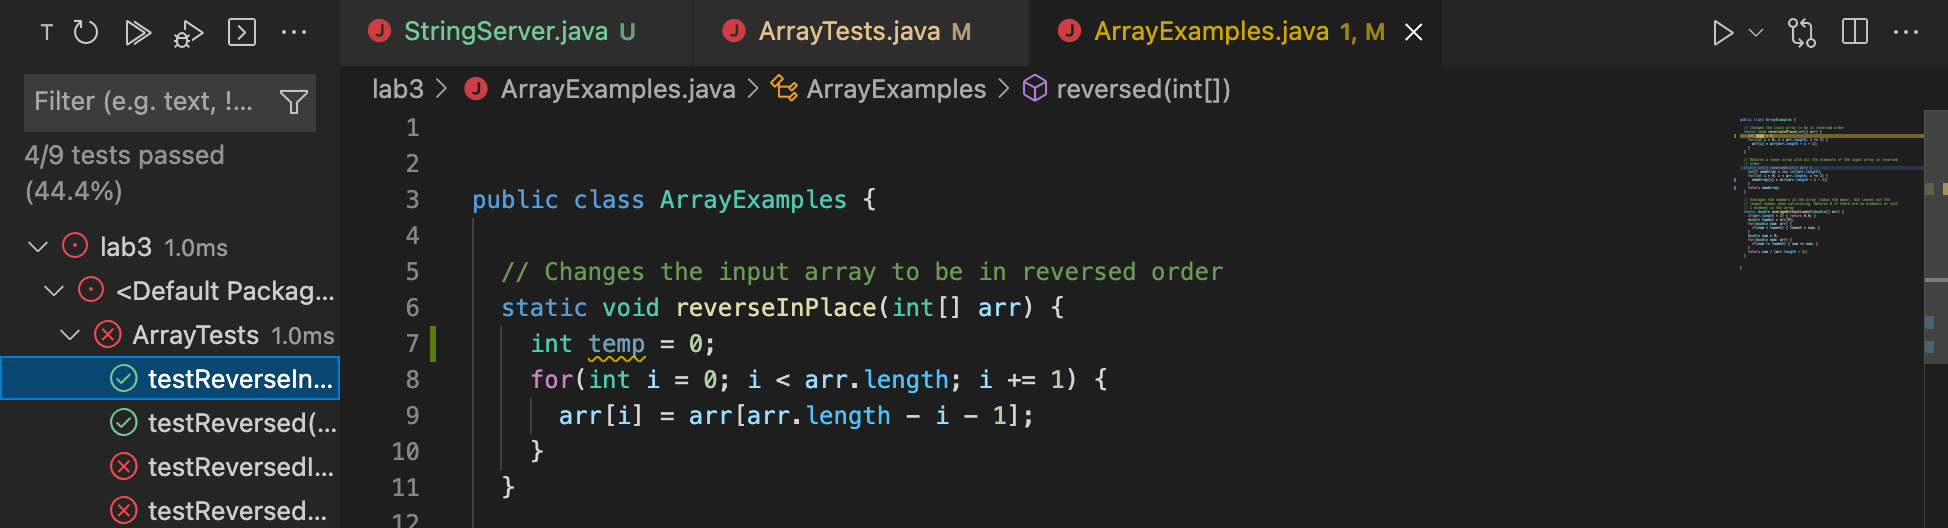 T
StringServer.java U
ArrayTests.java M
ArrayExamples.java 1, M
Filter (e.g. text, !...
4/9 tests passed
(44.4%)
lab3 1.0ms
<Default Packag...
ArrayTests 1.0ms
testReverseIn...
testReversed(...
testReversedI...
testReversed...
lab3 > ArrayExamples.java > ArrayExamples > reversed(int[])
1
2
3 public class ArrayExamples {
4
5 // Changes the input array to be in reversed order
6 static void reverseInPlace(int[] arr) {
7 int temp = 0;
8 for(int i = 0; i < arr.length; i += 1) {
9 arr[i] = arr[arr.length - i - 1];
10 }
11 }
12